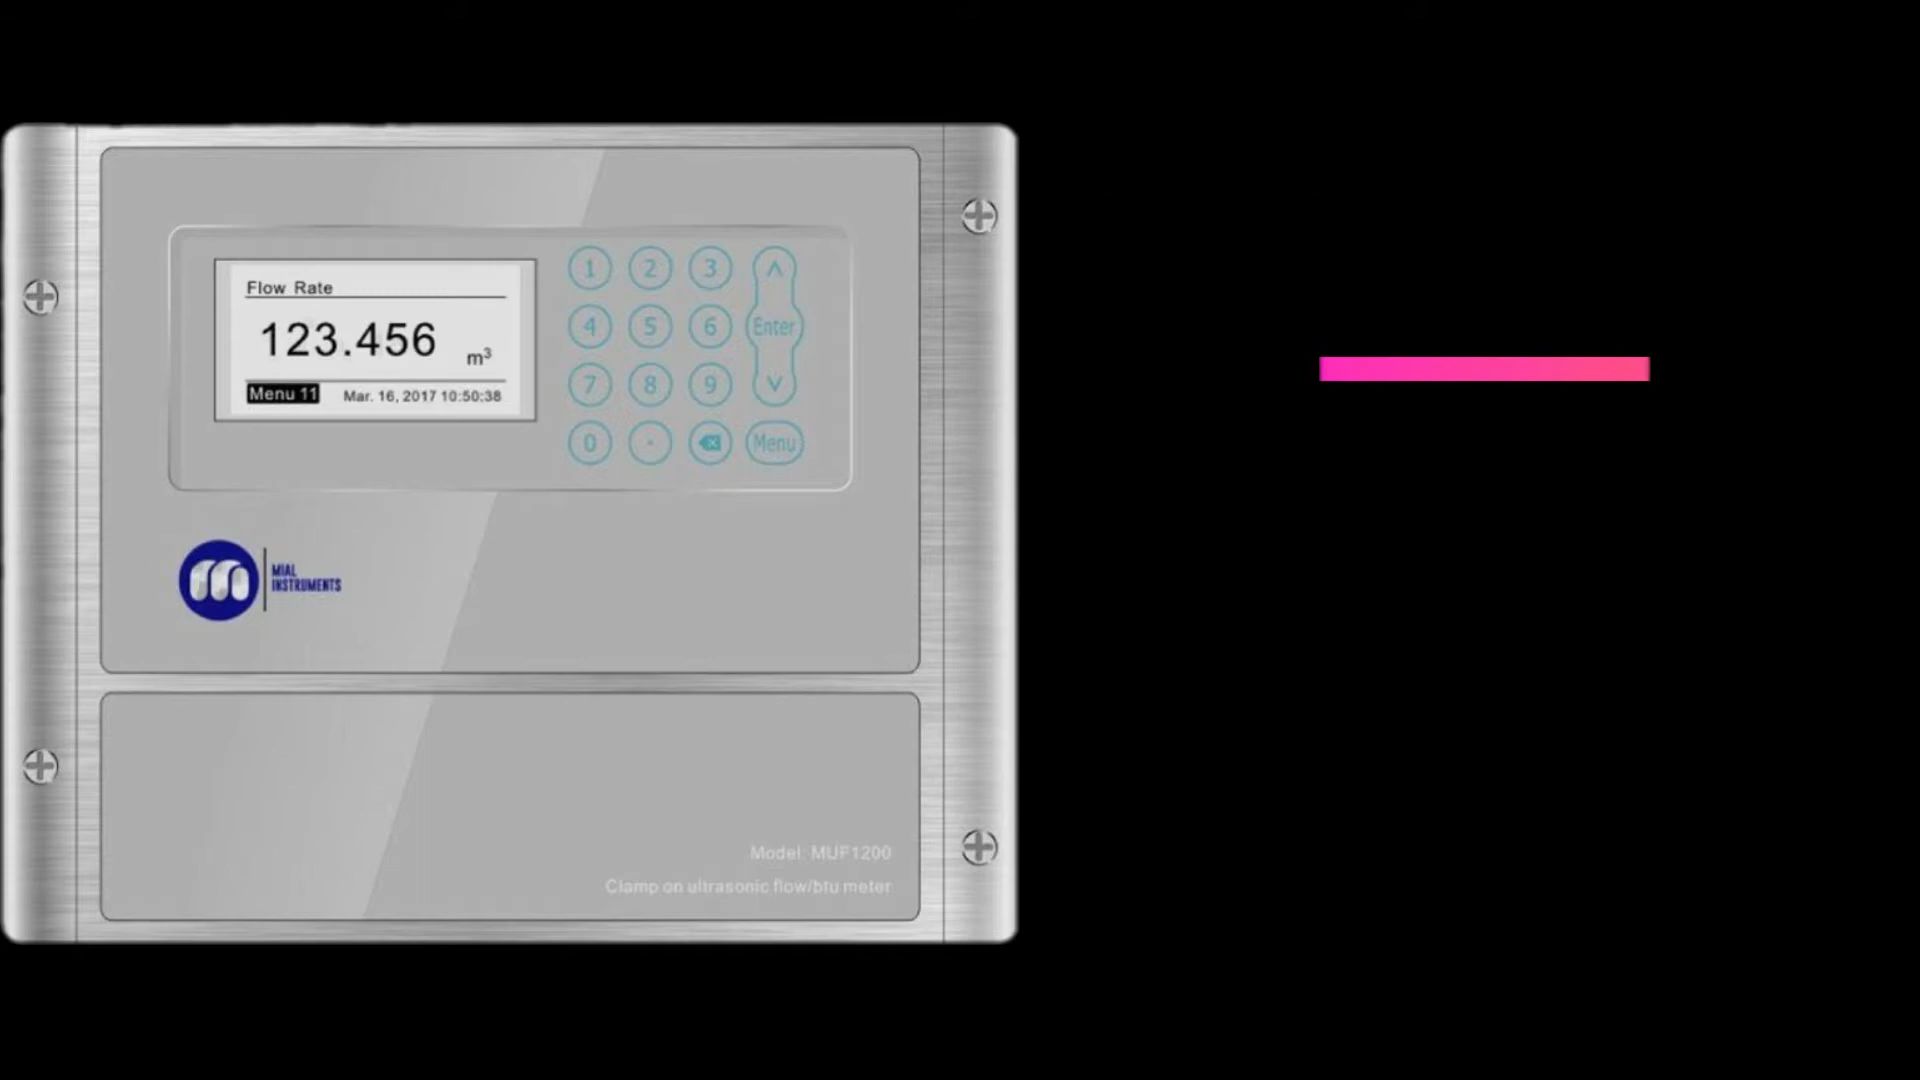 Flow Rate
123.456 m³
Menu 11 Mar. 16, 2017 10:50:38
1 2 3
4 5 6 Enter
7 8 9
0 . Menu
MIAL
INSTRUMENTS
Model: MUF1200
Clamp on ultrasonic flow/btu meter